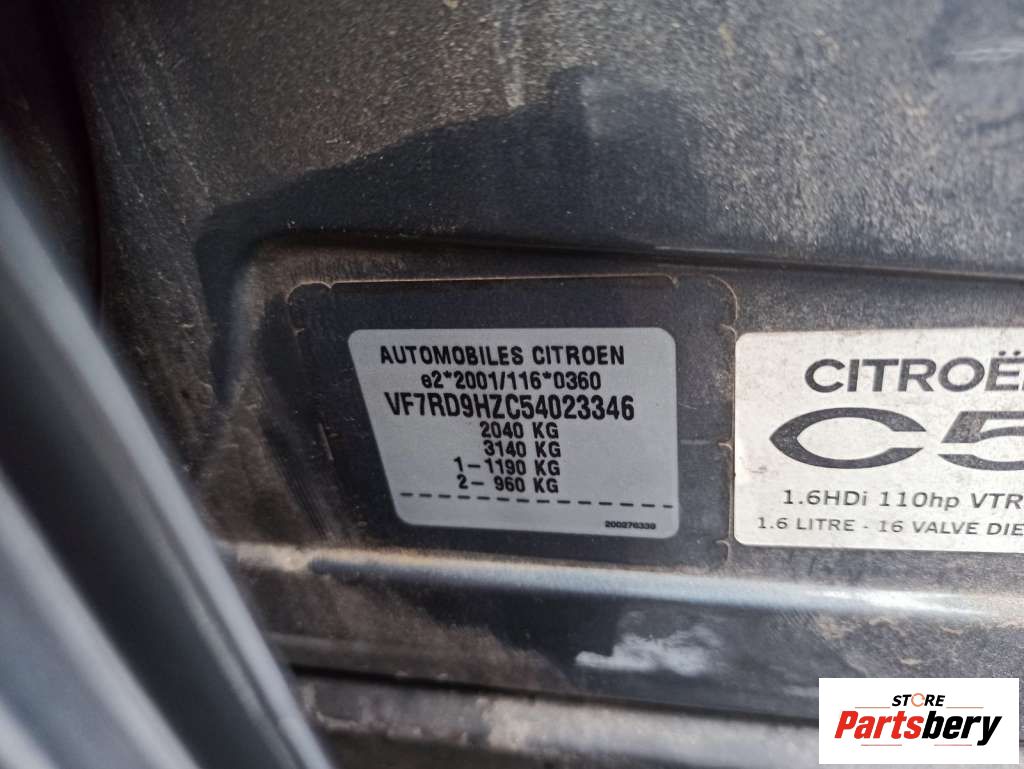 AUTOMOBILES CITROEN
e2*2001/116*0360
VF7RD9HZC54023346
2040 KG
3140 KG
1-1190 KG
2-960 KG
200276339
CITROË
C5
1.6HDi 110hp VTR
1.6 LITRE - 16 VALVE DIE
STORE
Partsbery